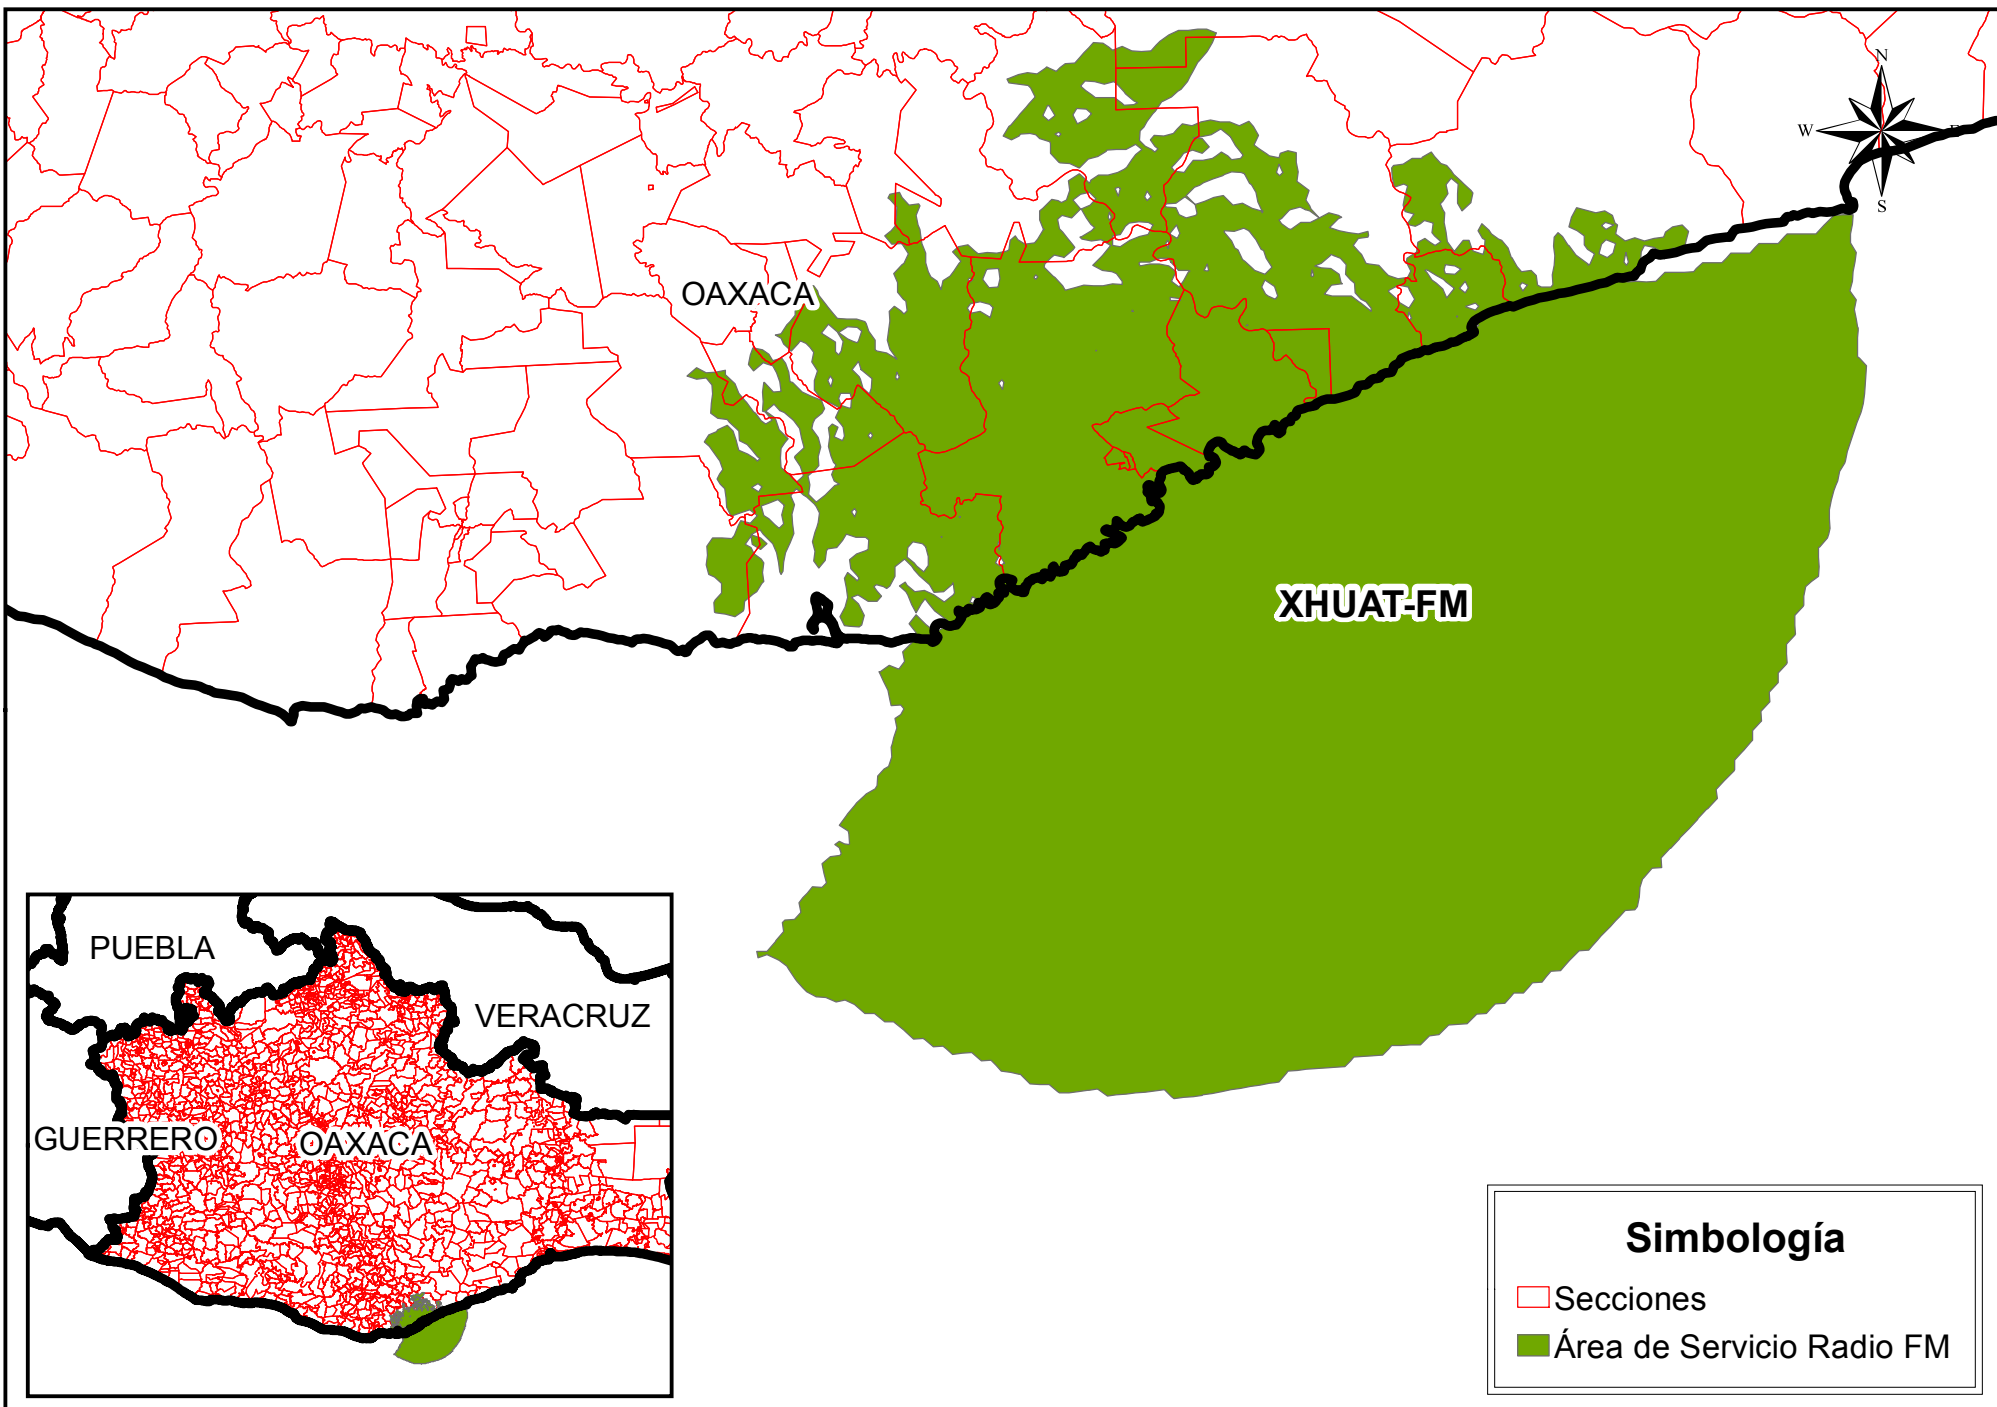 N
W
E
S
OAXACA
XHUAT-FM
PUEBLA
VERACRUZ
GUERRERO
OAXACA
Simbología
Secciones
Área de Servicio Radio FM